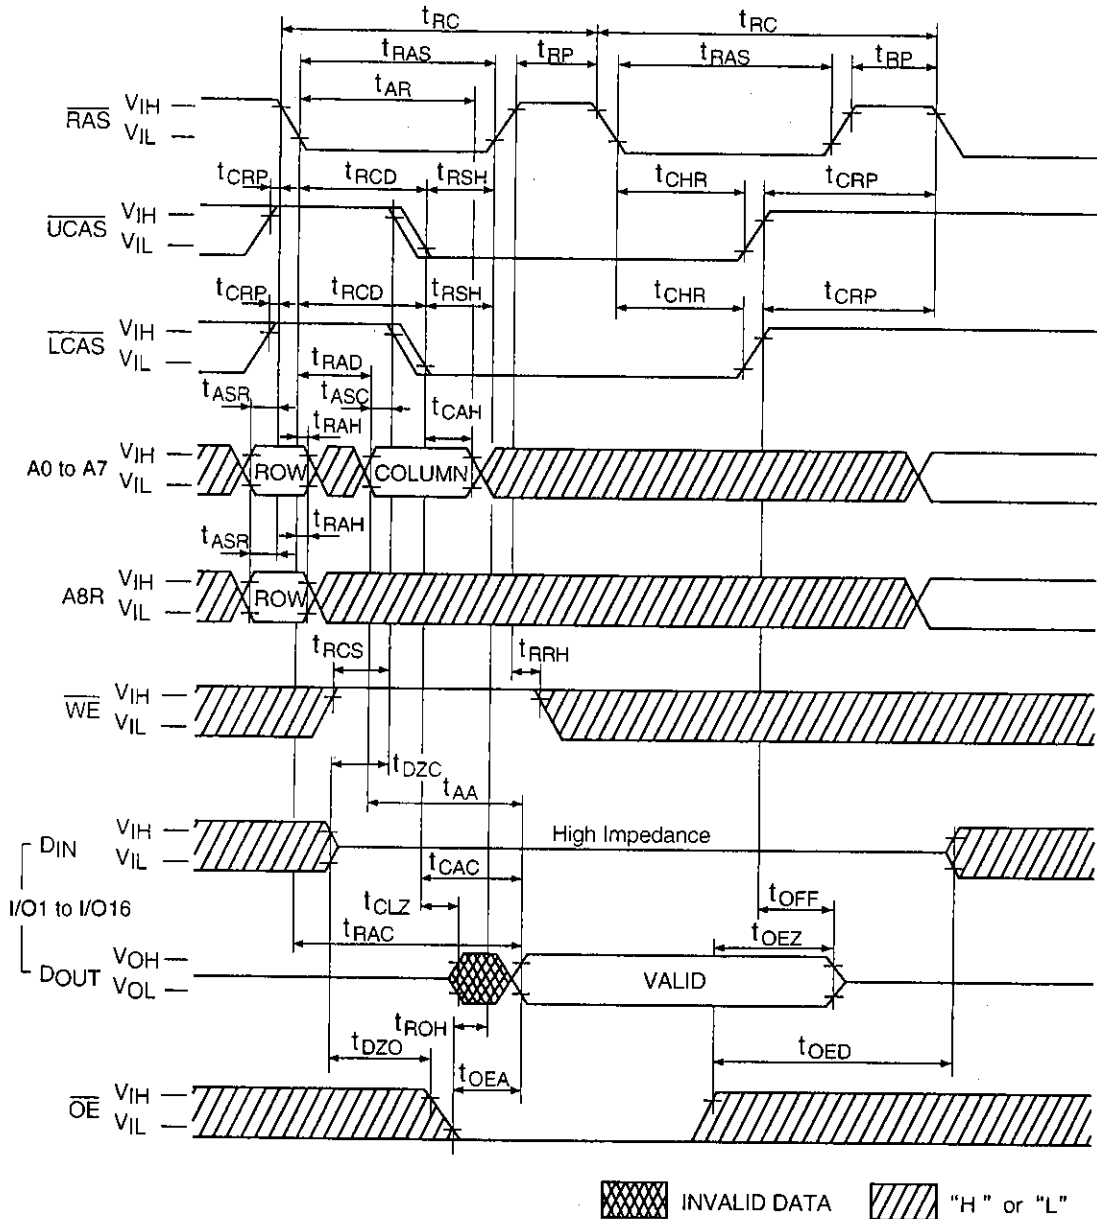 tRC tRC
tRAS tRP tRAS tRP
tAR
RAS VIH
VIL
tCRP tRCD tRSH tCHR tCRP
UCAS VIH
VIL
tCRP tRCD tRSH tCHR tCRP
LCAS VIH
VIL
tRAD
tASR tASC tCAH
tRAH
A0 to A7 VIH
VIL
ROW COLUMN
tRAH
tASR
A8R VIH
VIL
ROW
tRCS tRRH
WE VIH
VIL
tDZC
tAA
DIN VIH
VIL
High Impedance
tCAC
I/O1 to I/O16
tCLZ tOFF
tRAC tOEZ
DOUT VOH
VOL
VALID
tROH
tDZO tOED
tOEA
OE VIH
VIL
INVALID DATA "H" or "L"